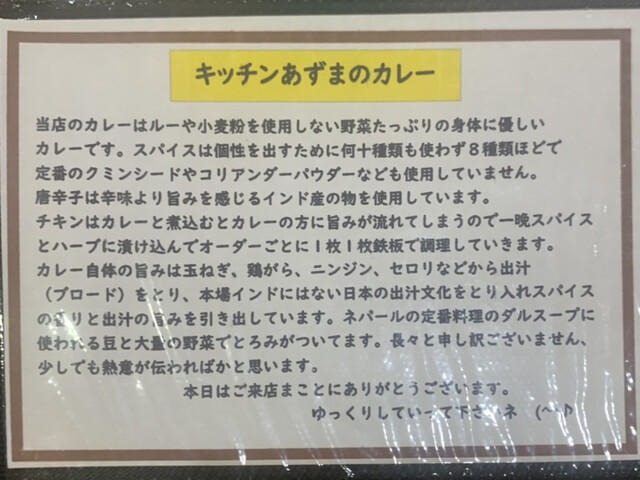 キッチンあずまのカレー
当店のカレーはルーや小麦粉を使用しない野菜たっぷりの身体に優しい
カレーです。スパイスは個性を出すために何十種類も使わず8種類ほどで
定番のクミンシードやコリアンダーパウダーなども使用していません。
唐辛子は辛味より旨みを感じるインド産の物を使用しています。
チキンはカレーと煮込むとカレーの方に旨みが流れてしまうので一晩スパイス
とハーブに漬け込んでオーダーごとに1枚1枚鉄板で調理していきます。
カレー自体の旨みは玉ねぎ、鶏がら、ニンジン、セロリなどから出汁
（ブロード）をとり、本場インドにはない日本の出汁文化をとり入れスパイス
の香りと出汁の旨みを引き出しています。ネパールの定番料理のダルスープに
使われる豆と大量の野菜でとろみがついてます。長々と申し訳ございません、
少しでも熱意が伝わればかと思います。
本日はご来店まことにありがとうございます。
ゆっくりしていって下さいネ